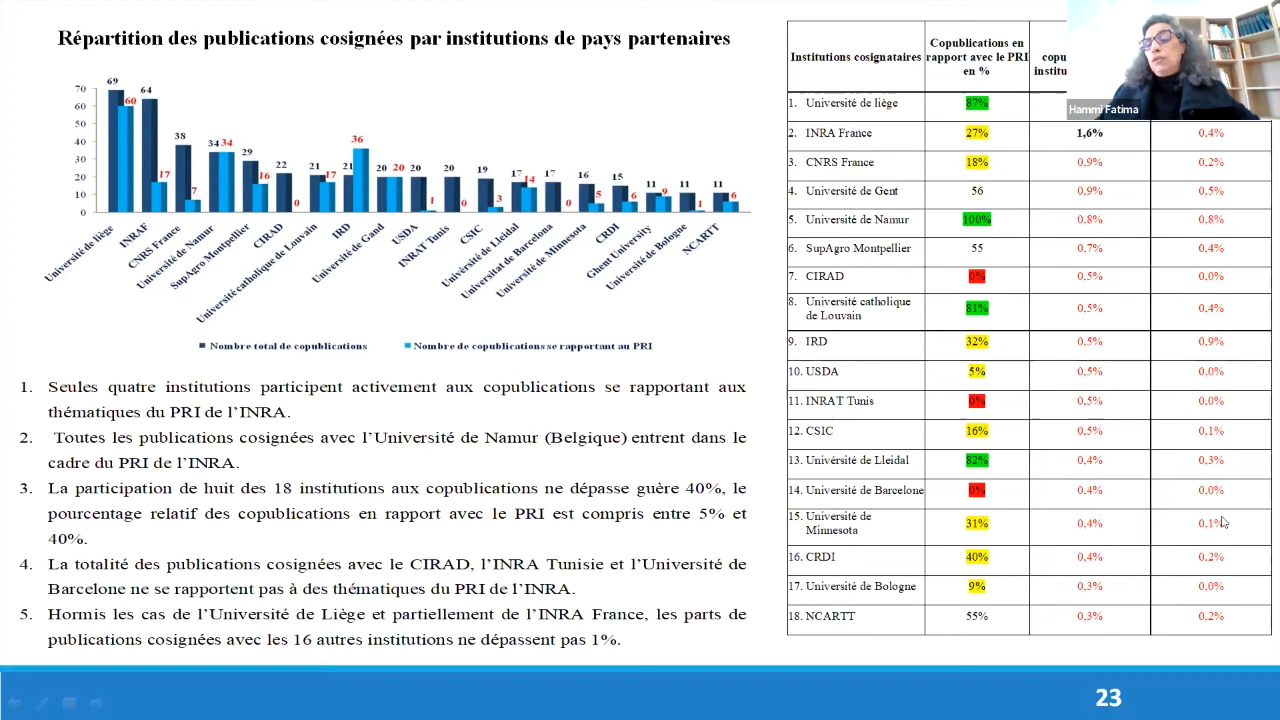 Répartition des publications cosignées par institutions de pays partenaires
70
60
50
40
30
20
10
0
69 60
64 17
38 7
34 34
29 16
22 0
21 17
21 36
20 20
20 1
20 0
19 3
17 14
17 0
16 5
15 6
11 9
11 1
11 6
Université de liège
INRAF
CNRS France
Université de Namur
SupAgro Montpellier
CIRAD
Université catholique de Louvain
IRD
Université de Gand
USDA
INRAT Tunis
CSIC
Univérsité de Lleidal
Universitat de Barcelona
Université de Minnesota
CRDI
Ghent University
Université de Bologne
NCARTT
Nombre total de copublications
Nombre de copublications se rapportant au PRI
1. Seules quatre institutions participent activement aux copublications se rapportant aux
thématiques du PRI de l’INRA.
2. Toutes les publications cosignées avec l’Université de Namur (Belgique) entrent dans le
cadre du PRI de l’INRA.
3. La participation de huit des 18 institutions aux copublications ne dépasse guère 40%, le
pourcentage relatif des copublications en rapport avec le PRI est compris entre 5% et
40%.
4. La totalité des publications cosignées avec le CIRAD, l’INRA Tunisie et l’Université de
Barcelone ne se rapportent pas à des thématiques du PRI de l’INRA.
5. Hormis les cas de l’Université de Liège et partiellement de l’INRA France, les parts de
publications cosignées avec les 16 autres institutions ne dépassent pas 1%.
Institutions cosignataires
Copublications en
rapport avec le PRI
en %
copu
institu
Hammi Fatima
1. Université de liège 87%
2. INRA France 27% 1,6% 0,4%
3. CNRS France 18% 0,9% 0,2%
4. Université de Gent 56 0,9% 0,5%
5. Université de Namur 100% 0,8% 0,8%
6. SupAgro Montpellier 55 0,7% 0,4%
7. CIRAD 0% 0,5% 0,0%
8. Université catholique
de Louvain 81% 0,5% 0,4%
9. IRD 32% 0,5% 0,9%
10. USDA 5% 0,5% 0,0%
11. INRAT Tunis 0% 0,5% 0,0%
12. CSIC 16% 0,5% 0,1%
13. Univérsité de Lleidal 82% 0,4% 0,3%
14. Université de Barcelone 0% 0,4% 0,0%
15. Université de
Minnesota 31% 0,4% 0,1%
16. CRDI 40% 0,4% 0,2%
17. Université de Bologne 9% 0,3% 0,0%
18. NCARTT 55% 0,3% 0,2%
23